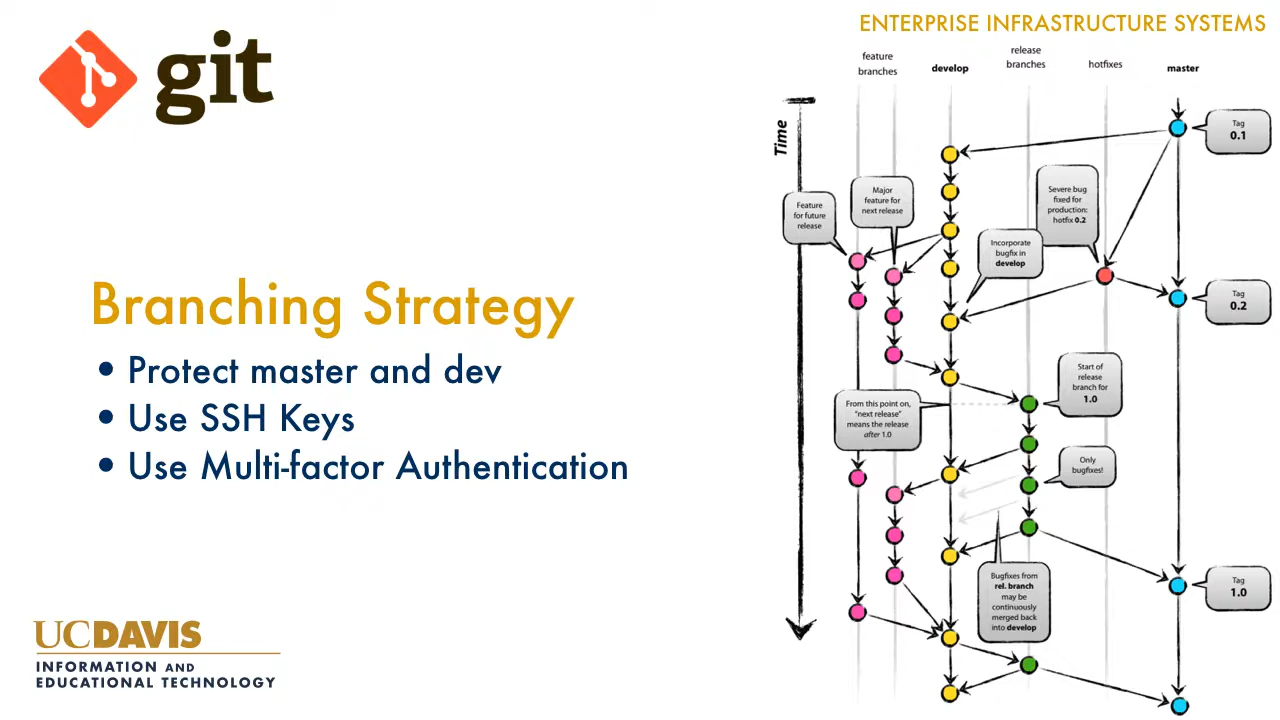 git
ENTERPRISE INFRASTRUCTURE SYSTEMS
feature
branches
develop
release
branches
hotfixes
master
Time
Tag
0.1
Feature
for future
release
Major
feature for
next release
Severe bug
fixed for
production:
hotfix 0.2
Incorporate
bugfix in
develop
Tag
0.2
Branching Strategy
• Protect master and dev
• Use SSH Keys
• Use Multi-factor Authentication
Start of
release
branch for
1.0
From this point on,
"next release"
means the release
after 1.0
Only
bugfixes!
Bugfixes from
rel. branch
may be
continuously
merged back
into develop
Tag
1.0
UCDAVIS
INFORMATION AND
EDUCATIONAL TECHNOLOGY